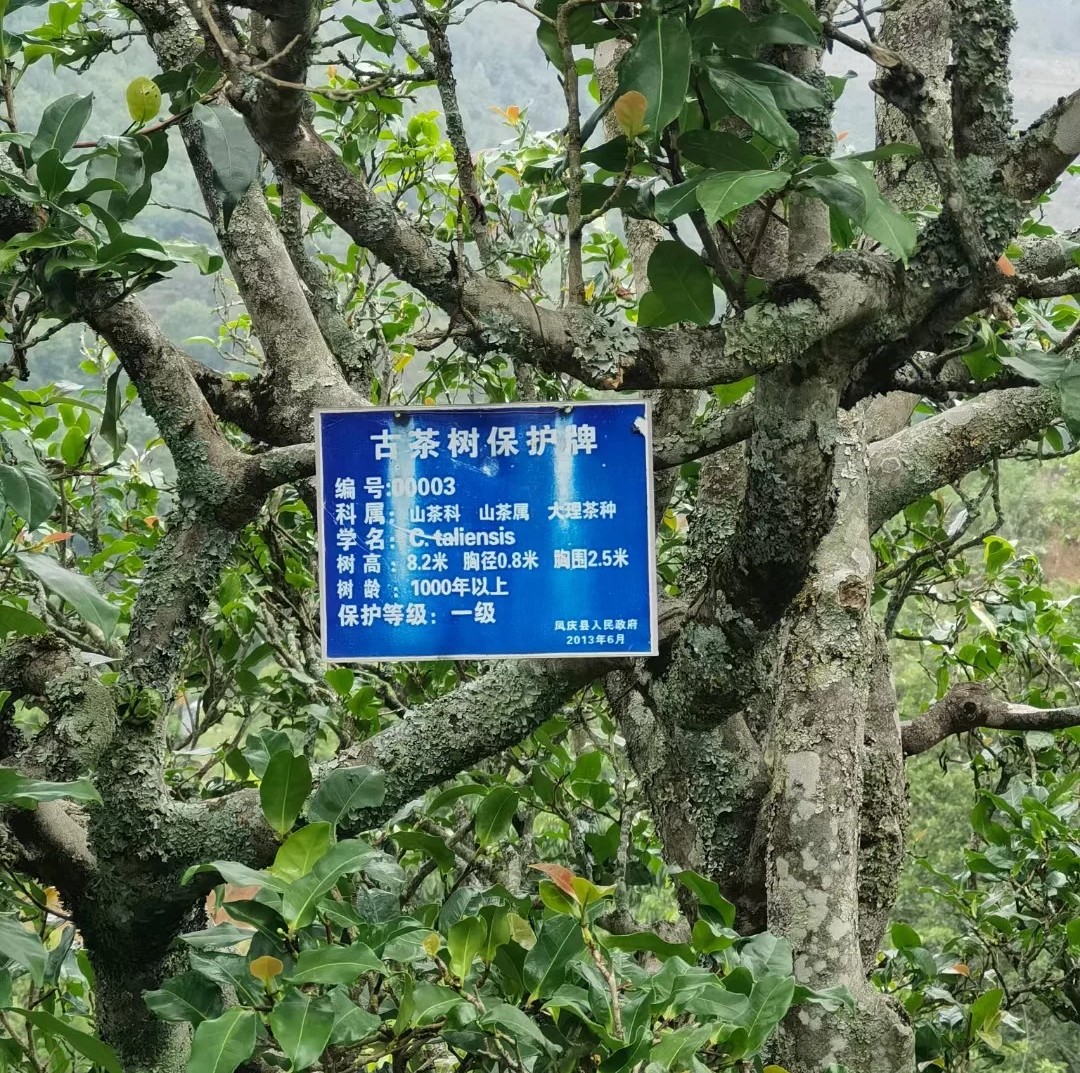 古茶树保护牌
编号:00003
科属：山茶科 山茶属 大理茶种
学名：C. taliensis
树高：8.2米 胸径0.8米 胸围2.5米
树龄：1000年以上
保护等级：一级
凤庆县人民政府
2013年6月